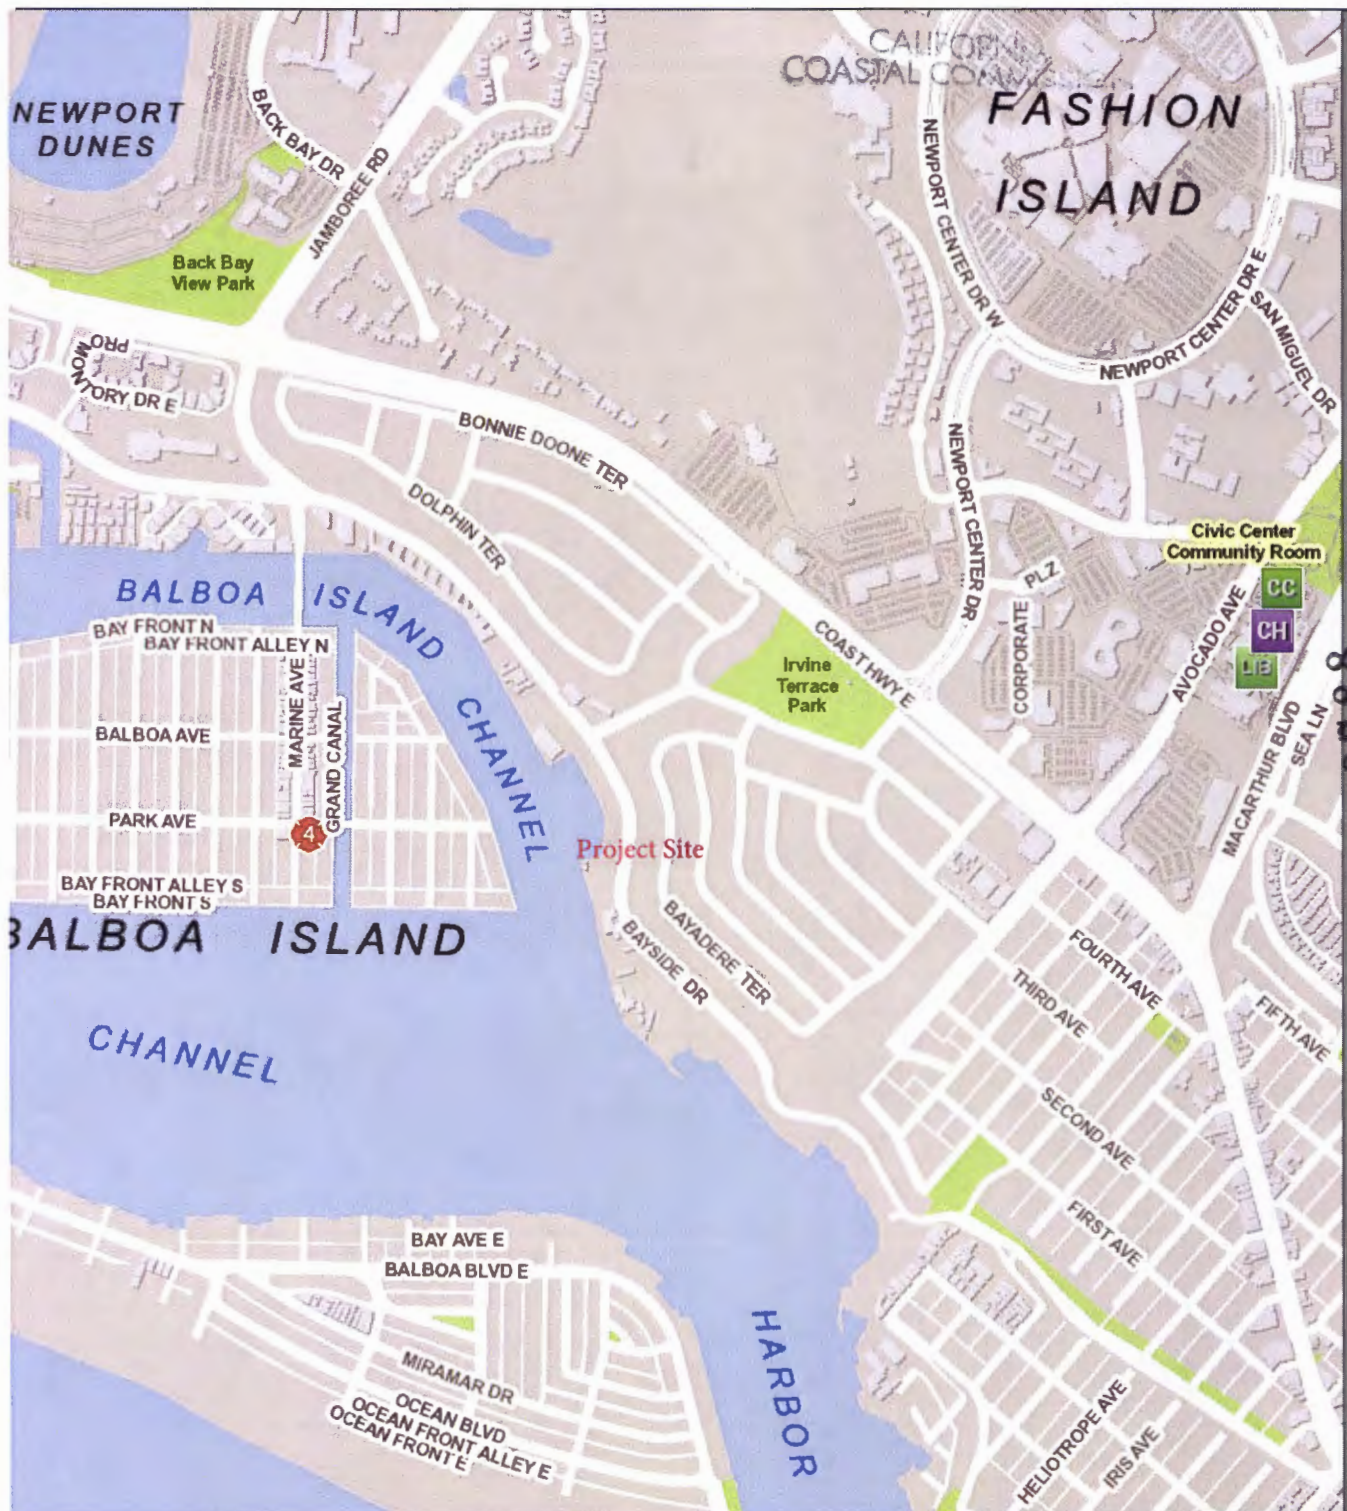 CALIFORN
COASTAL COMM
NEWPORT
DUNES
FASHION
ISLAND
BACK BAY DR
JAMBOREE RD
NEWPORT CENTER DR W
Back Bay
View Park
NEWPORT CENTER DR E
SAN MIGUEL DR
PRO
MONTORY DR E
BONNIE DOONE TER
DOLPHIN TER
NEWPORT CENTER DR
Civic Center
Community Room
CC
CH
LIB
PLZ
CORPORATE
AVOCADO AVE
BALBOA ISLAND
CHANNEL
BAY FRONT N
BAY FRONT ALLEY N
Irvine
Terrace
Park
COAST HWY E
MACARTHUR BLVD
SEA LN
BALBOA AVE
MARINE AVE
GRAND CANAL
PARK AVE
4
Project Site
BAY FRONT ALLEY S
BAY FRONT S
BALBOA ISLAND
BAYADERE TER
BAYSIDE DR
FOURTH AVE
THIRD AVE
FIFTH AVE
CHANNEL
SECOND AVE
FIRST AVE
BAY AVE E
BALBOA BLVD E
HARBOR
MIRAMAR DR
OCEAN BLVD
OCEAN FRONT ALLEY E
OCEAN FRONT E
HELIOTROPE AVE
IRIS AVE